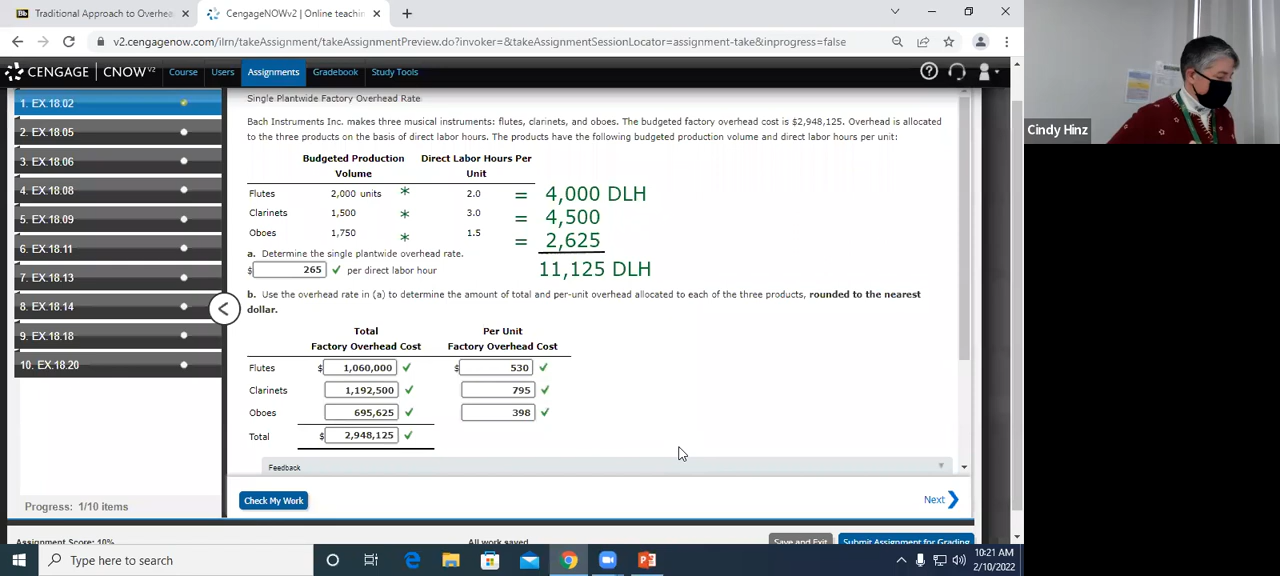 Traditional Approach to Overhea
CengageNOWv2 | Online teachin
v2.cengagenow.com/ilrn/takeAssignment/takeAssignmentPreview.do?invoker=&takeAssignmentSessionLocator=assignment-take&inprogress=false
CENGAGE | CNOWv2 Course Users Assignments Gradebook Study Tools
1. EX.18.02
2. EX.18.05
3. EX.18.06
4. EX.18.08
5. EX.18.09
6. EX.18.11
7. EX.18.13
8. EX.18.14
9. EX.18.18
10. EX.18.20
Progress: 1/10 items
Single Plantwide Factory Overhead Rate
Bach Instruments Inc. makes three musical instruments: flutes, clarinets, and oboes. The budgeted factory overhead cost is $2,948,125. Overhead is allocated
to the three products on the basis of direct labor hours. The products have the following budgeted production volume and direct labor hours per unit:
Budgeted Production Direct Labor Hours Per
Volume Unit
Flutes 2,000 units * 2.0 = 4,000 DLH
Clarinets 1,500 * 3.0 = 4,500
Oboes 1,750 * 1.5 = 2,625
a. Determine the single plantwide overhead rate.
$ 265 ✔ per direct labor hour 11,125 DLH
b. Use the overhead rate in (a) to determine the amount of total and per-unit overhead allocated to each of the three products, rounded to the nearest
dollar.
Total Per Unit
Factory Overhead Cost Factory Overhead Cost
Flutes $ 1,060,000 ✔ $ 530 ✔
Clarinets 1,192,500 ✔ 795 ✔
Oboes 695,625 ✔ 398 ✔
Total $ 2,948,125 ✔
Feedback
Check My Work Next
Assignment Score: 10% All work saved. Save and Exit Submit Assignment for Grading
Type here to search
10:21 AM
2/10/2022
Cindy Hinz